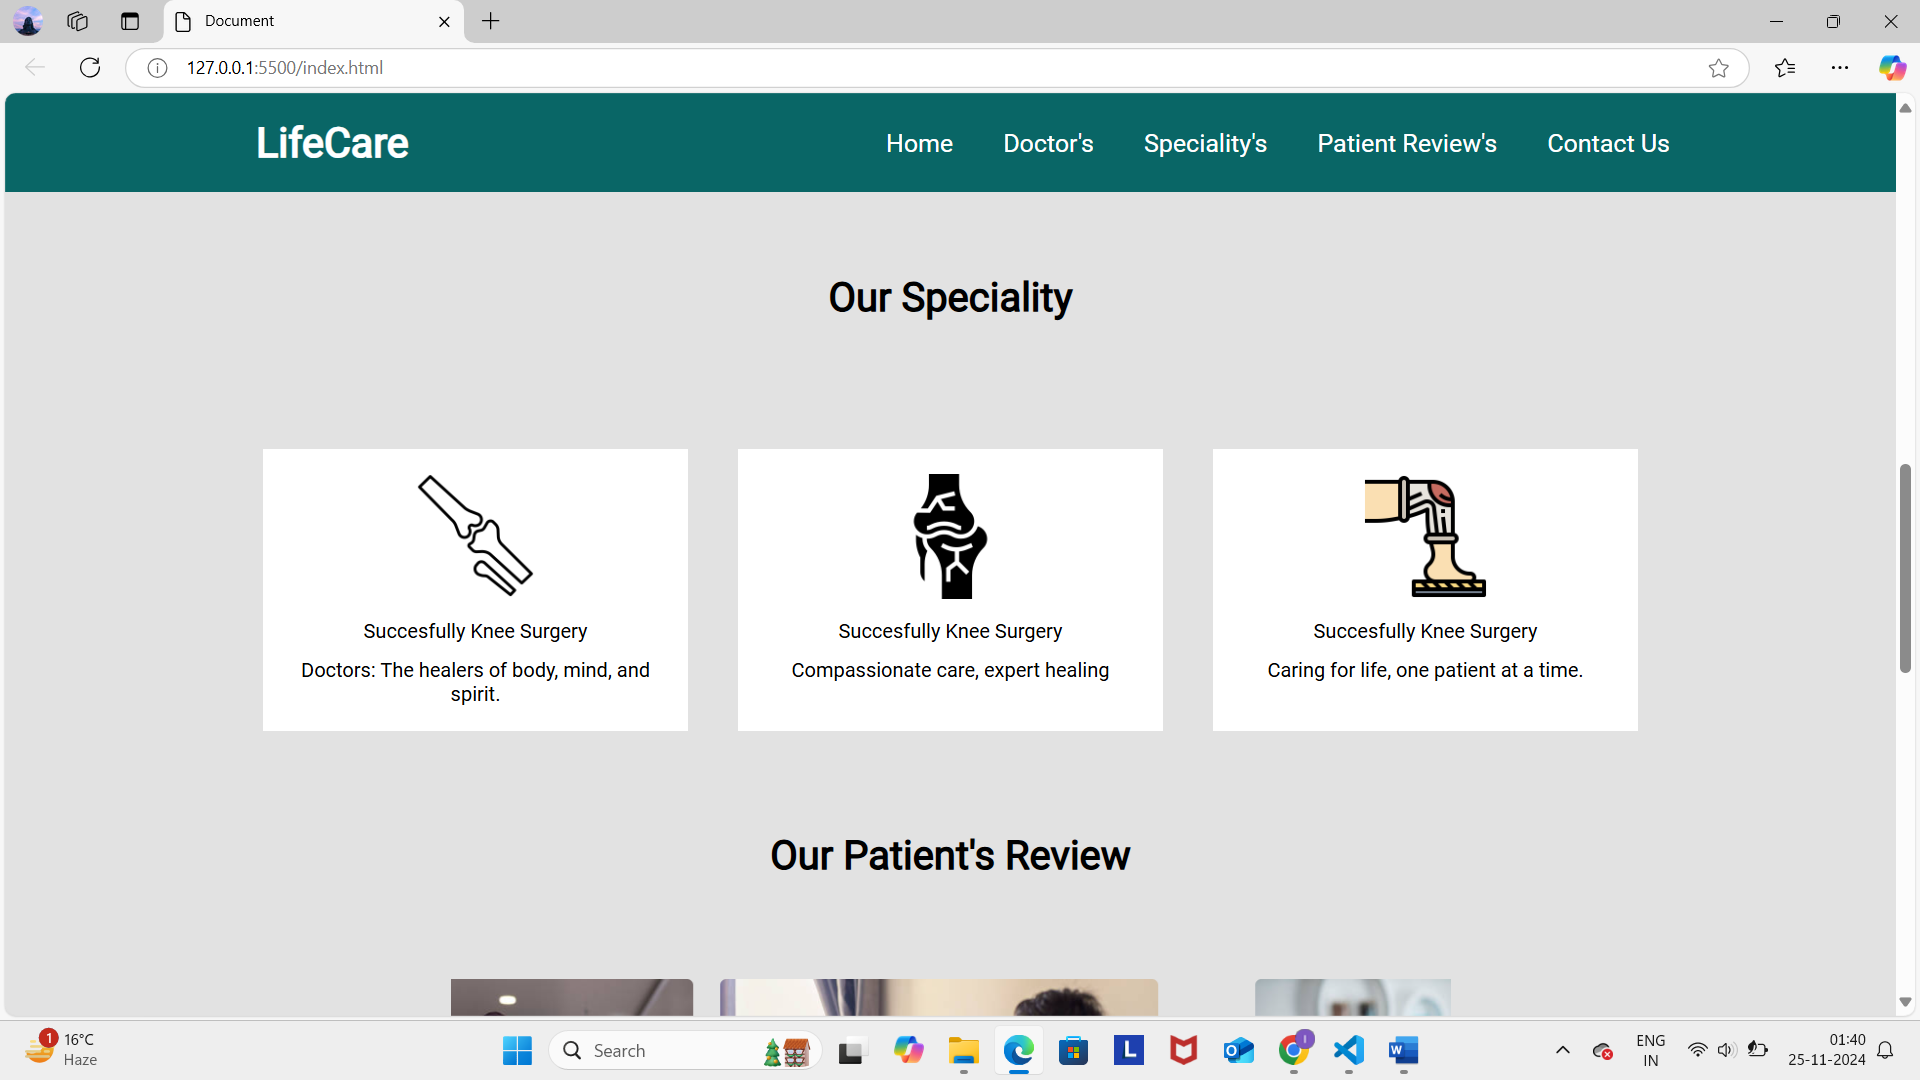 Document
127.0.0.1:5500/index.html
LifeCare
Home Doctor's Speciality's Patient Review's Contact Us
Our Speciality
Succesfully Knee Surgery
Doctors: The healers of body, mind, and
spirit.
Succesfully Knee Surgery
Compassionate care, expert healing
Succesfully Knee Surgery
Caring for life, one patient at a time.
Our Patient's Review
1
16°C
Haze
Search
L
W
ENG
IN
01:40
25-11-2024